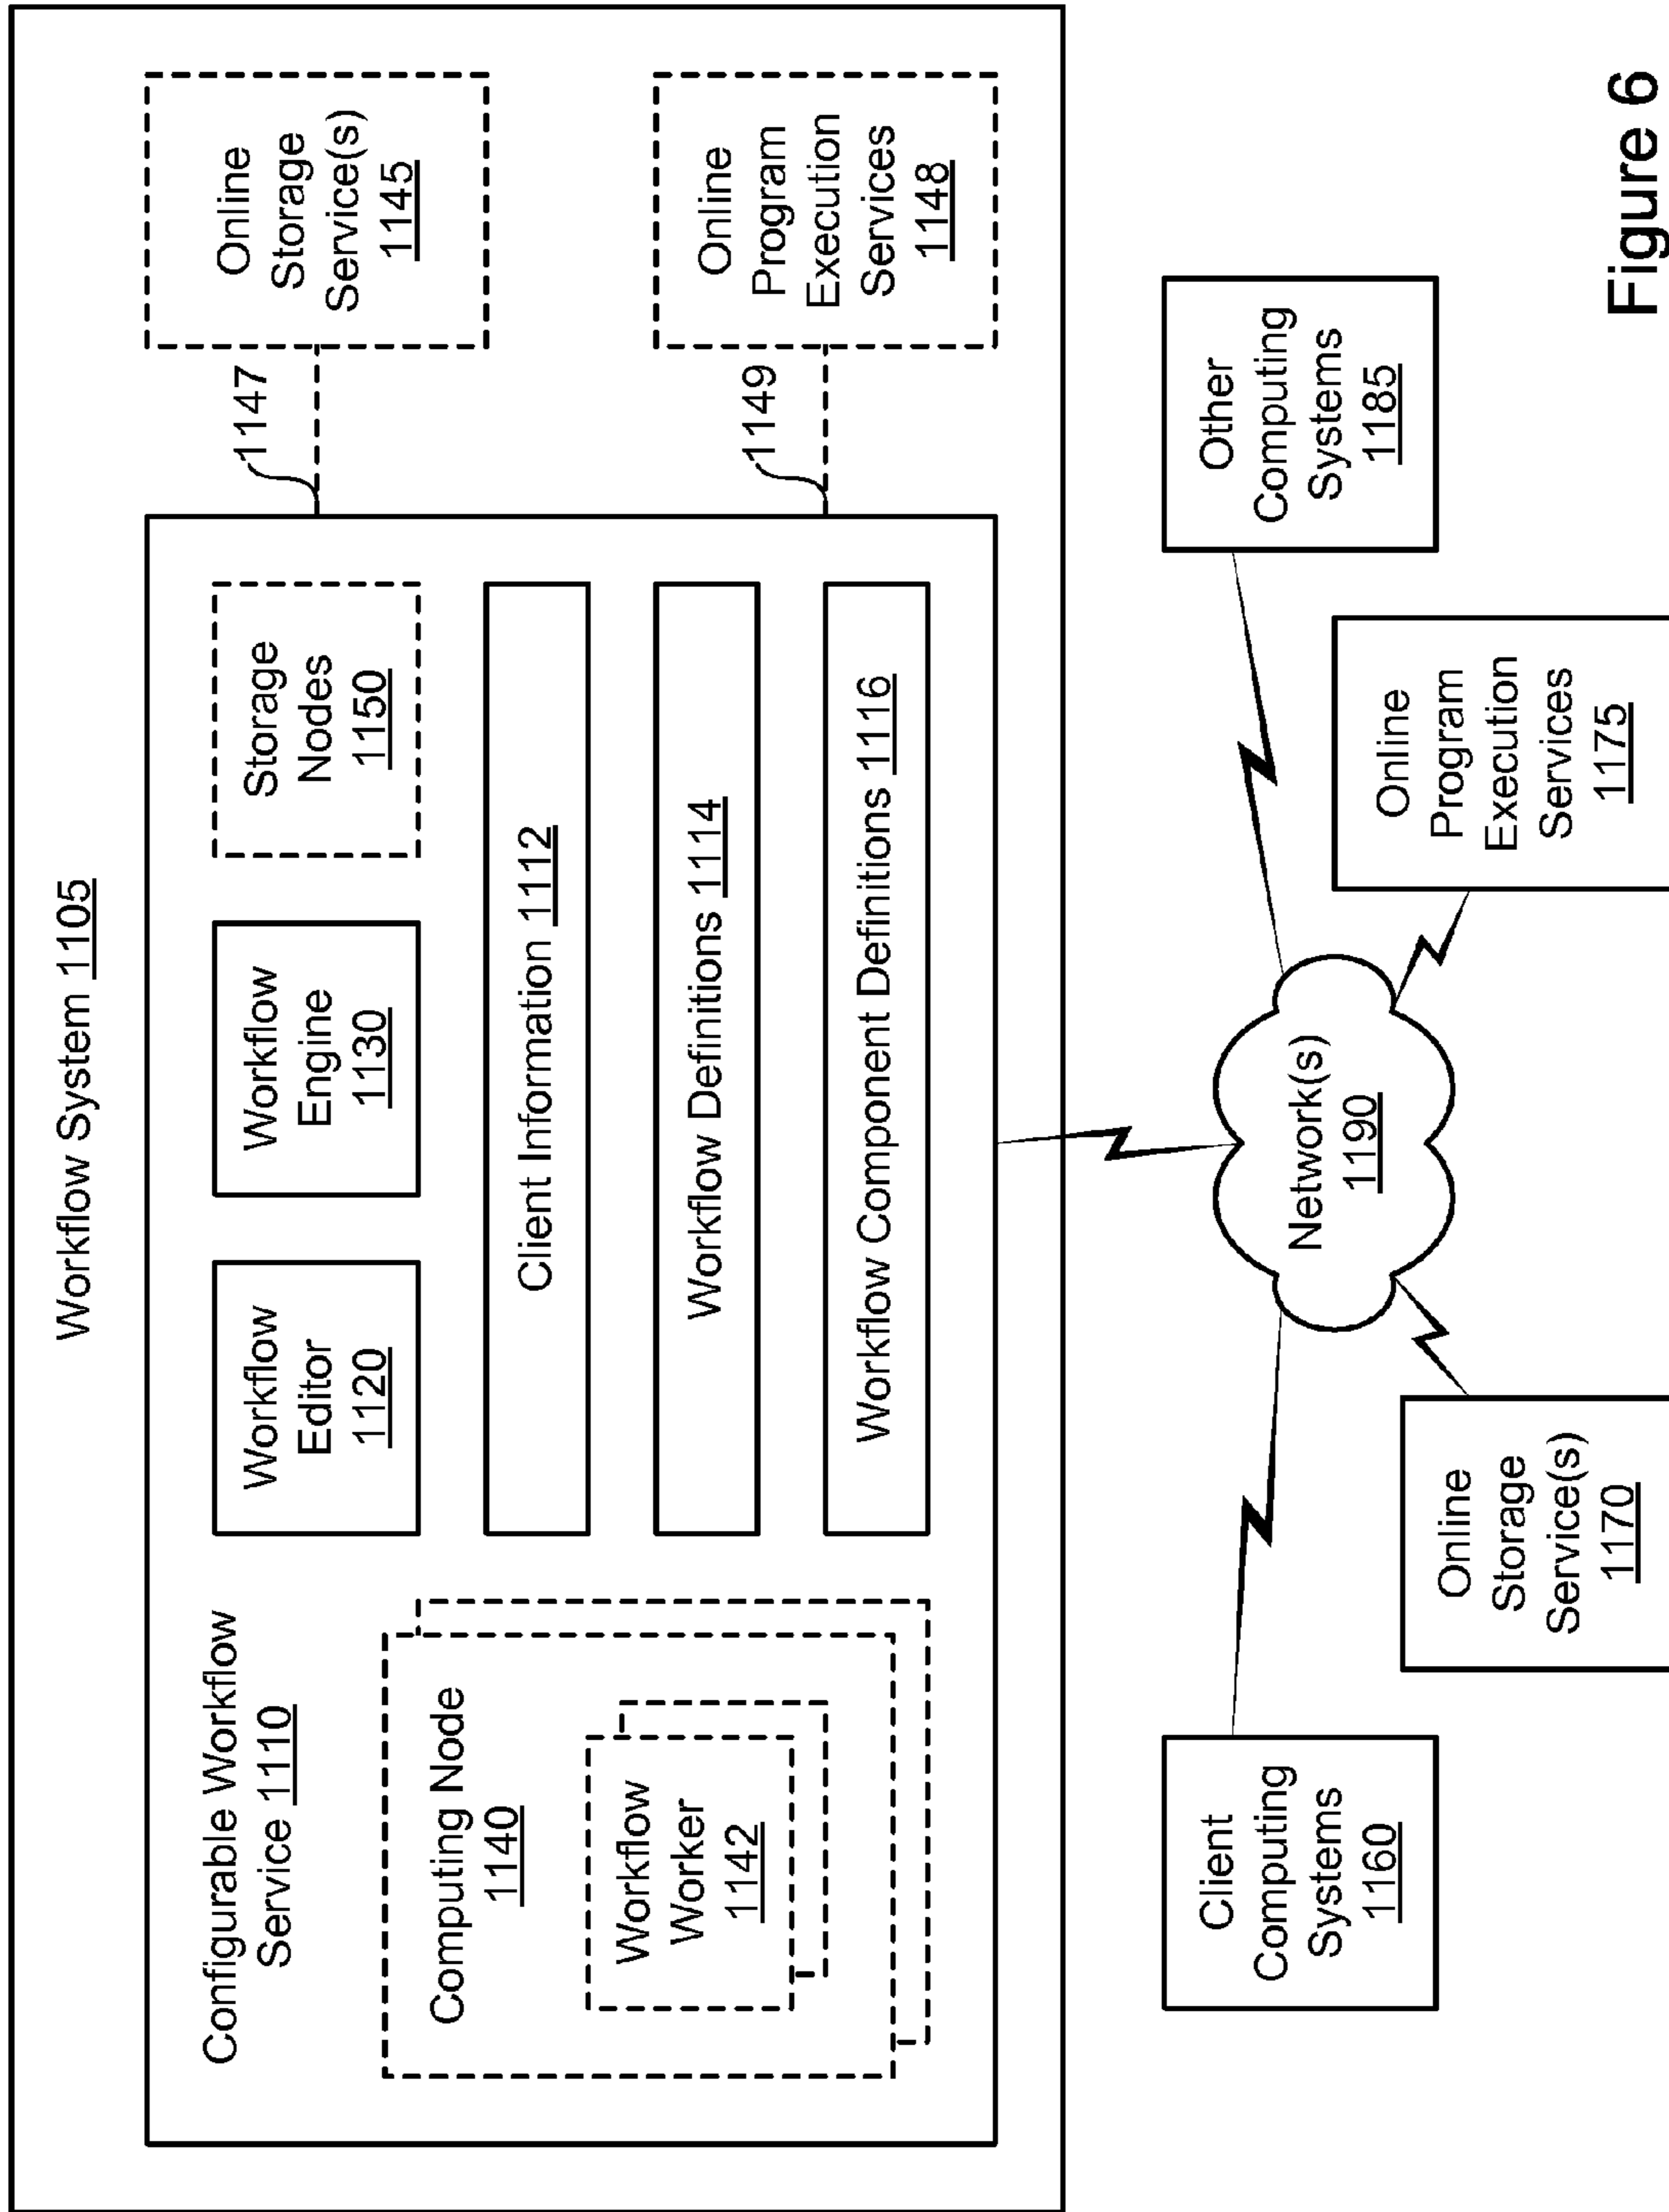 Workflow System 1105
Configurable Workflow
Service 1110
Computing Node
1140
Workflow
Worker
1142
Workflow
Editor
1120
Workflow
Engine
1130
Storage
Nodes
1150
Client Information 1112
Workflow Definitions 1114
Workflow Component Definitions 1116
1147
Online
Storage
Service(s)
1145
1149
Online
Program
Execution
Services
1148
Client
Computing
Systems
1160
Online
Storage
Service(s)
1170
Network(s)
1190
Online
Program
Execution
Services
1175
Other
Computing
Systems
1185
Figure 6